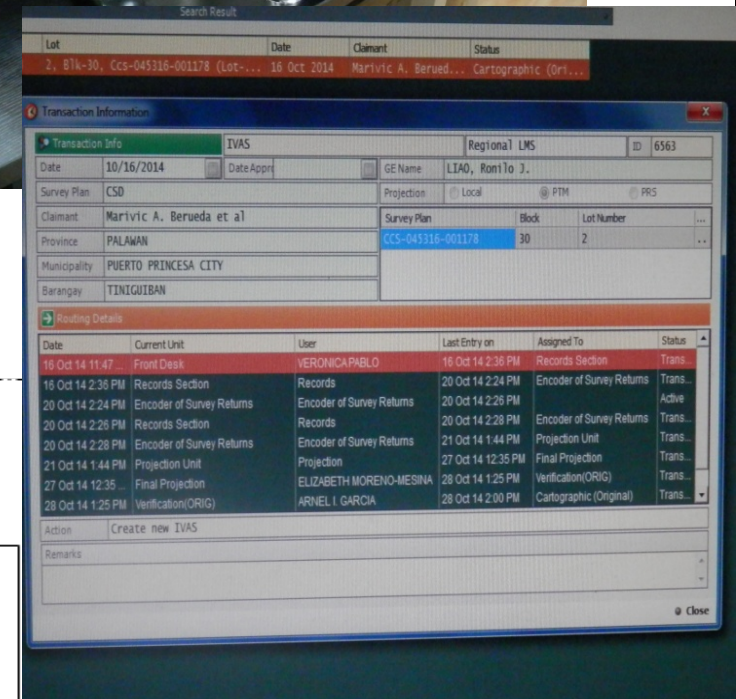 Search Result
Lot Date Claimant Status
2, Blk-30, Ccs-045316-001178 (Lot-... 16 Oct 2014 Marivic A. Berued... Cartographic (Ori...
Transaction Information X
Transaction Info IVAS Regional LMS ID 6563
Date 10/16/2014 Date Appro GE Name LIAO, Ronilo J.
Survey Plan CSD Projection Local PTM PRS
Claimant Marivic A. Berueda et al Survey Plan Block Lot Number ...
Province PALAWAN CCS-045316-001178 30 2 ..
Municipality PUERTO PRINCESA CITY
Barangay TINIGUIBAN
Routing Details
Date Current Unit User Last Entry on Assigned To Status
16 Oct 14 11:47 ... Front Desk VERONICA PABLO 16 Oct 14 2:36 PM Records Section Trans...
16 Oct 14 2:36 PM Records Section Records 20 Oct 14 2:24 PM Encoder of Survey Returns Trans...
20 Oct 14 2:24 PM Encoder of Survey Returns Encoder of Survey Returns 20 Oct 14 2:26 PM Active
20 Oct 14 2:26 PM Records Section Records 20 Oct 14 2:28 PM Encoder of Survey Returns Trans...
20 Oct 14 2:28 PM Encoder of Survey Returns Encoder of Survey Returns 21 Oct 14 1:44 PM Projection Unit Trans...
21 Oct 14 1:44 PM Projection Unit Projection 27 Oct 14 12:35 PM Final Projection Trans...
27 Oct 14 12:35 ... Final Projection ELIZABETH MORENO-MESINA 28 Oct 14 1:25 PM Verification(ORIG) Trans...
28 Oct 14 1:25 PM Verification(ORIG) ARNEL I. GARCIA 28 Oct 14 2:00 PM Cartographic (Original) Trans...
Action Create new IVAS
Remarks
Close